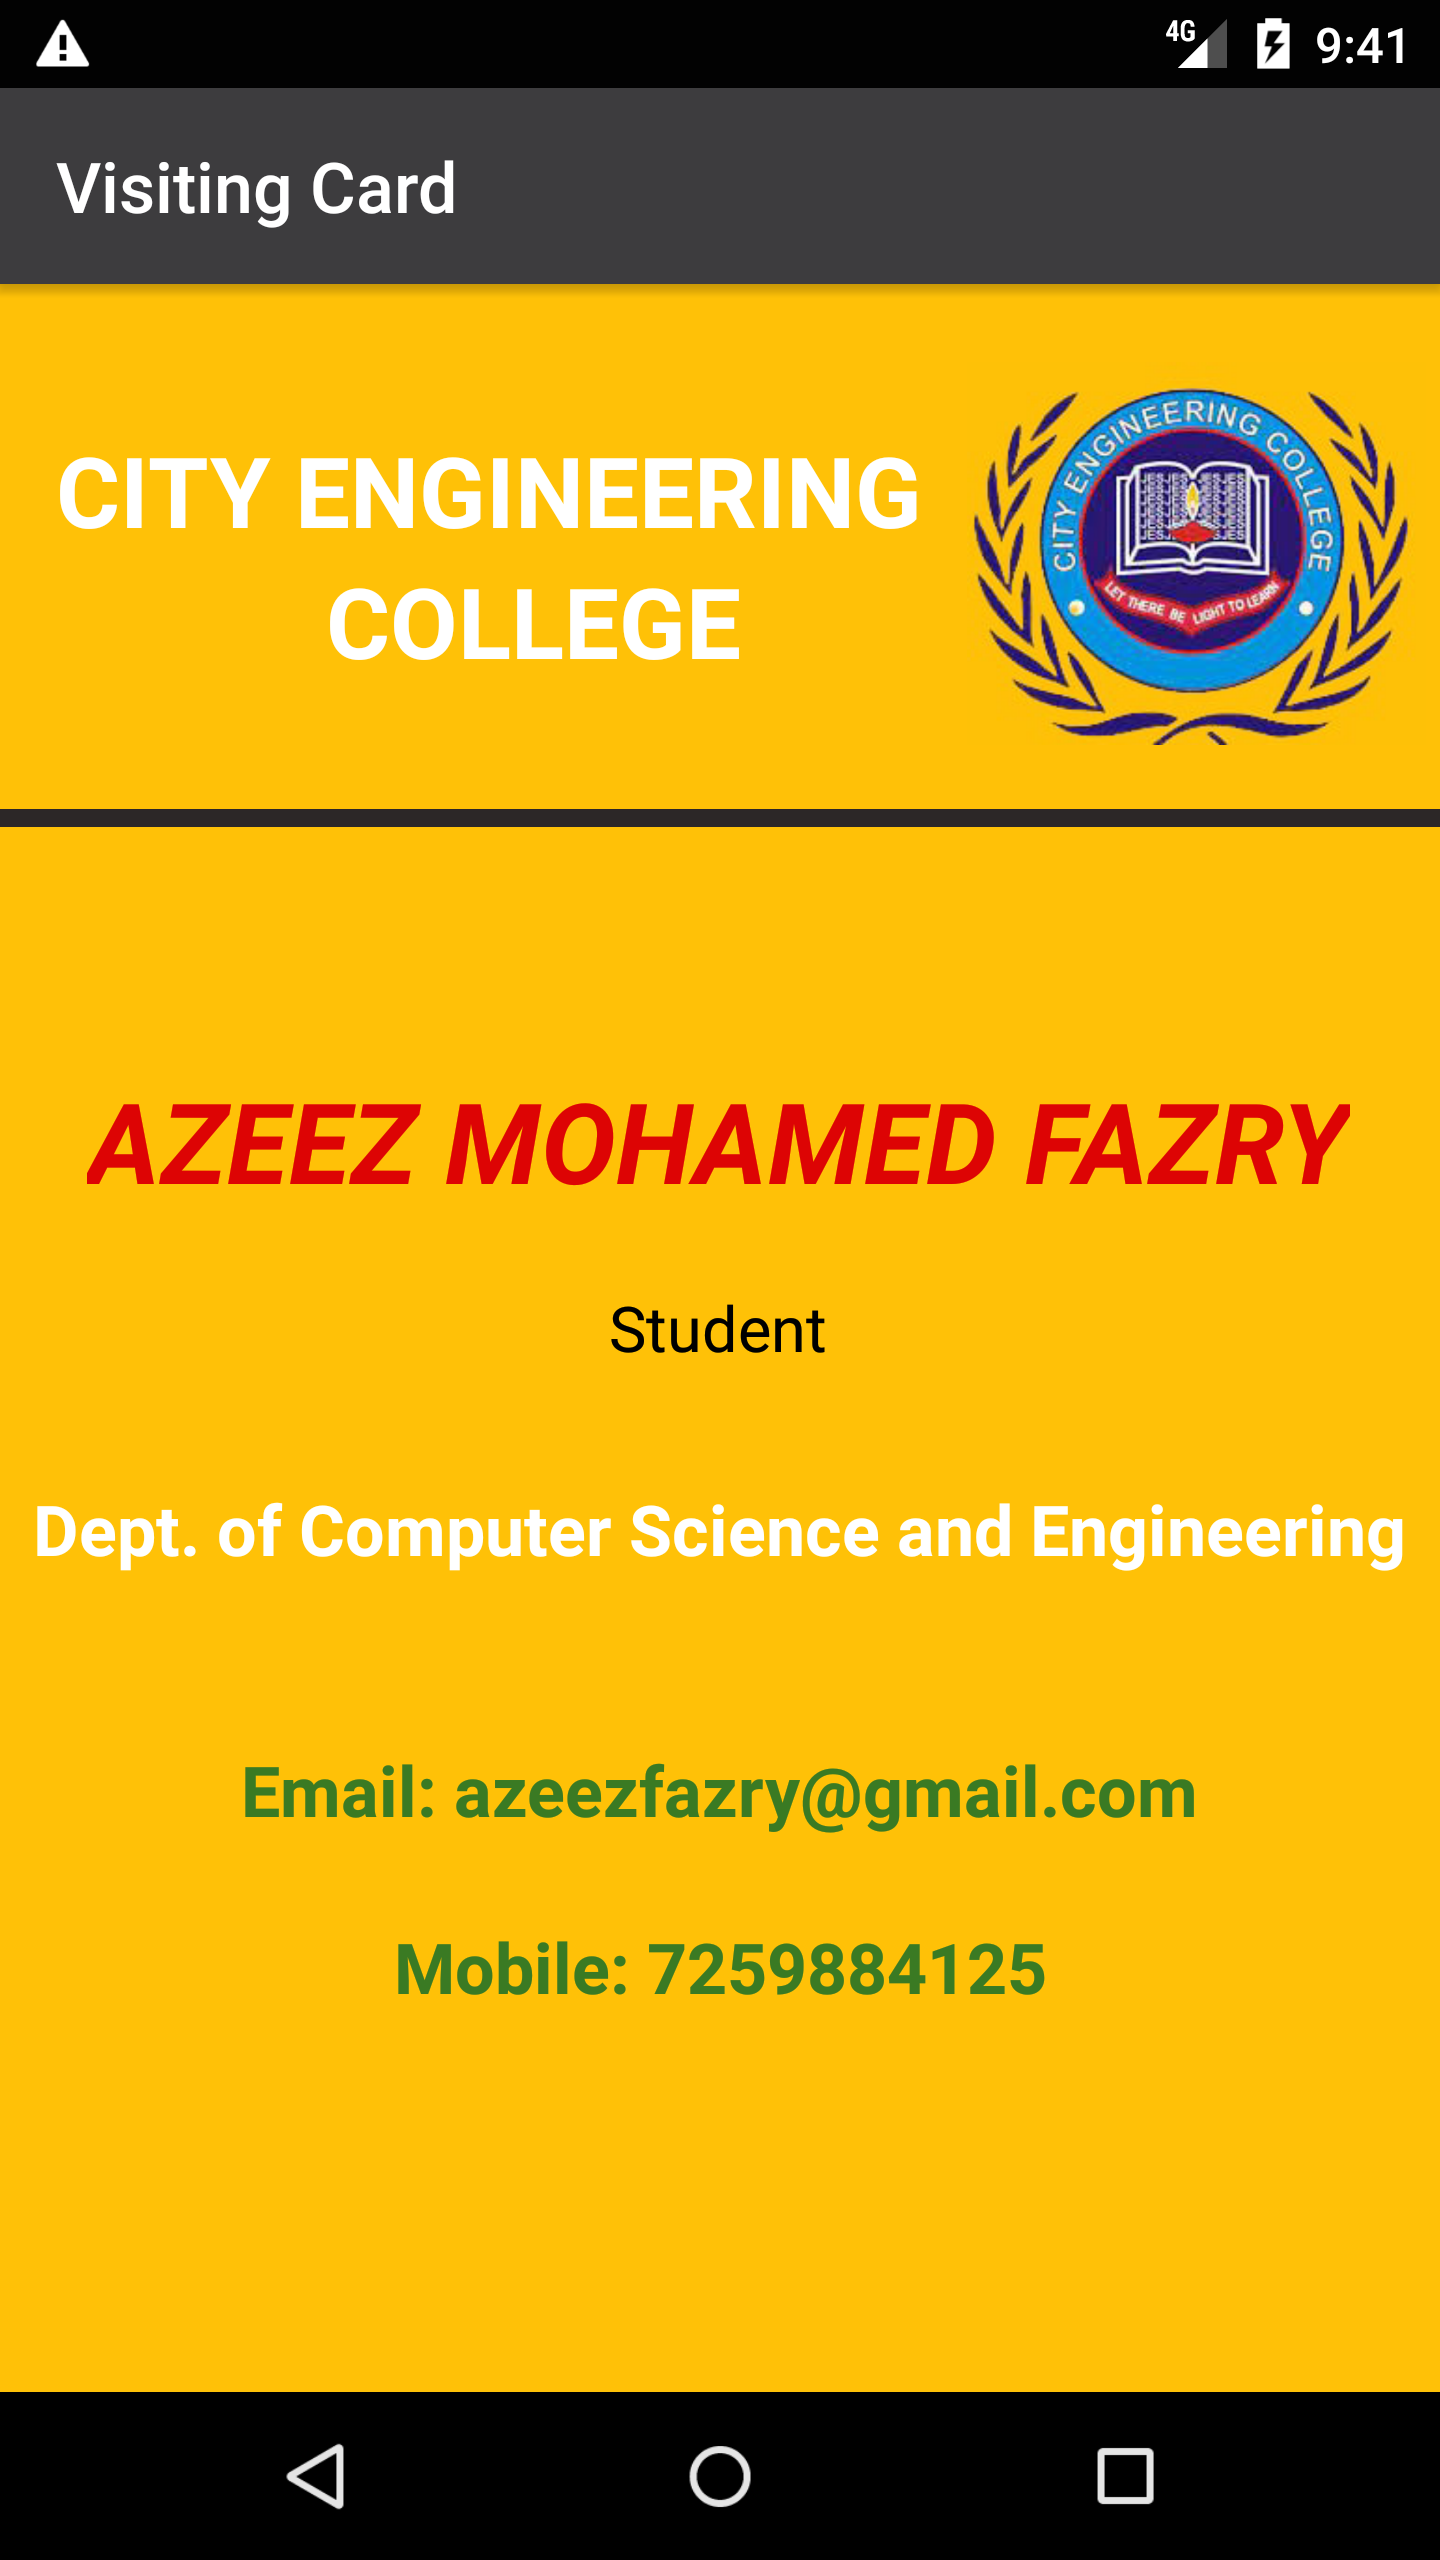 4G 9:41
Visiting Card
CITY ENGINEERING
COLLEGE
CITY ENGINEERING COLLEGE
LET THERE BE LIGHT TO LEARN
AZEEZ MOHAMED FAZRY
Student
Dept. of Computer Science and Engineering
Email: azeezfazry@gmail.com
Mobile: 7259884125